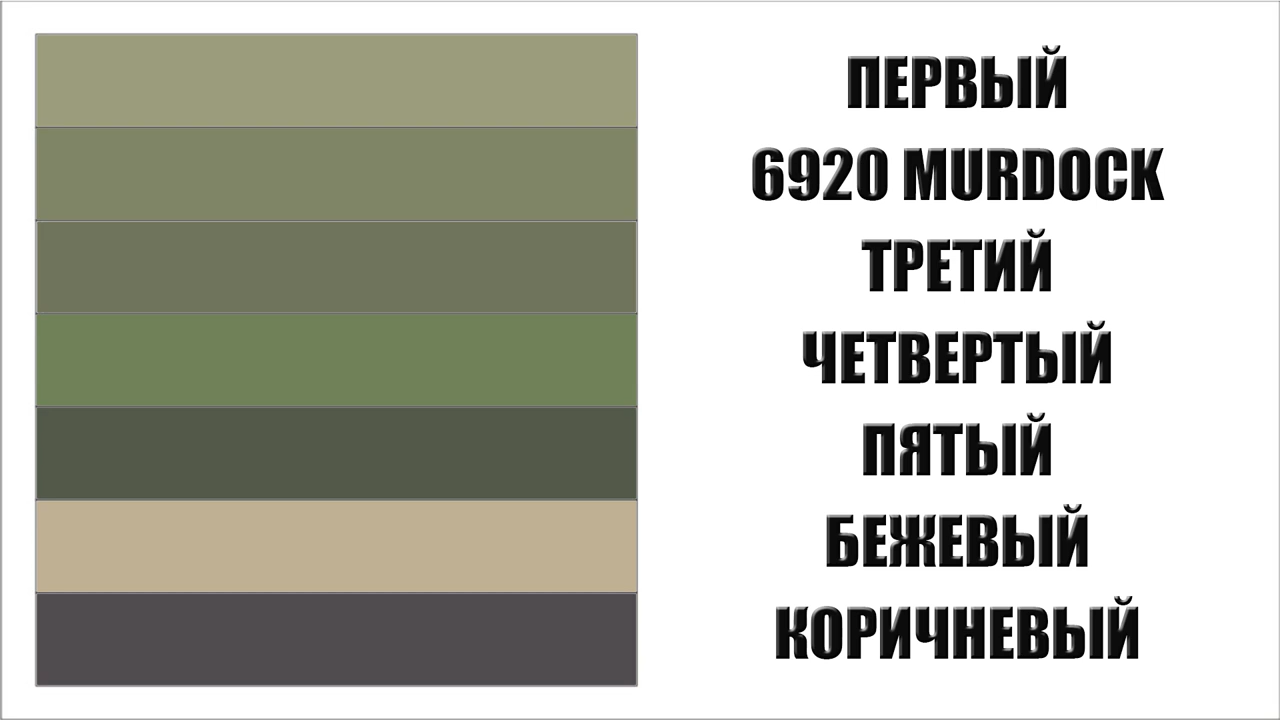 ПЕРВЫЙ
6920 MURDOCK
ТРЕТИЙ
ЧЕТВЕРТЫЙ
ПЯТЫЙ
БЕЖЕВЫЙ
КОРИЧНЕВЫЙ